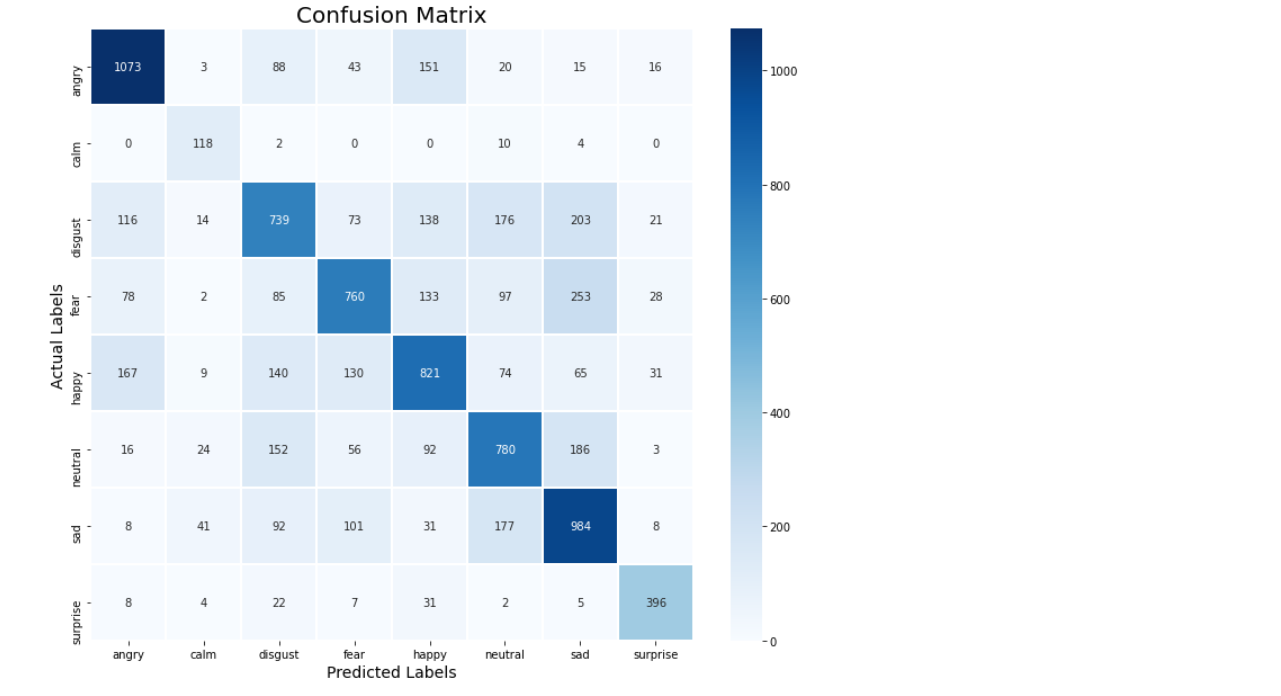 Confusion Matrix
angry 1073 3 88 43 151 20 15 16
calm 0 118 2 0 0 10 4 0
disgust 116 14 739 73 138 176 203 21
fear 78 2 85 760 133 97 253 28
happy 167 9 140 130 821 74 65 31
neutral 16 24 152 56 92 780 186 3
sad 8 41 92 101 31 177 984 8
surprise 8 4 22 7 31 2 5 396
angry calm disgust fear happy neutral sad surprise
Actual Labels
Predicted Labels
1000
800
600
400
200
0